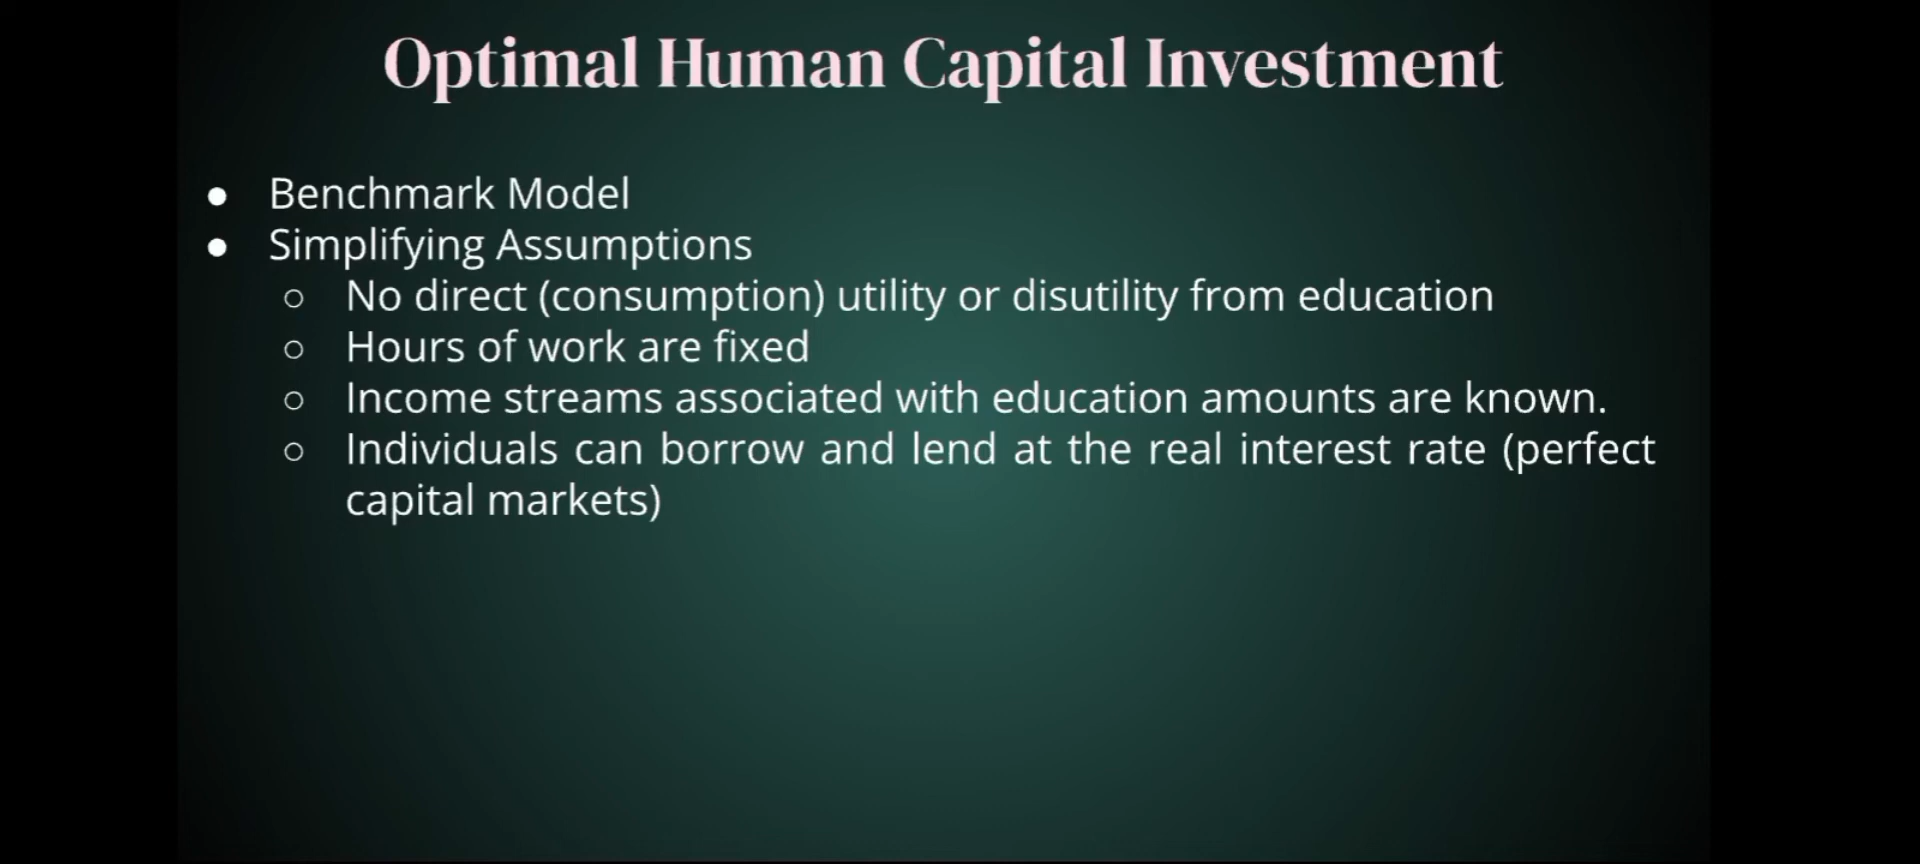 Optimal Human Capital Investment
● Benchmark Model
● Simplifying Assumptions
○ No direct (consumption) utility or disutility from education
○ Hours of work are fixed
○ Income streams associated with education amounts are known.
○ Individuals can borrow and lend at the real interest rate (perfect
capital markets)